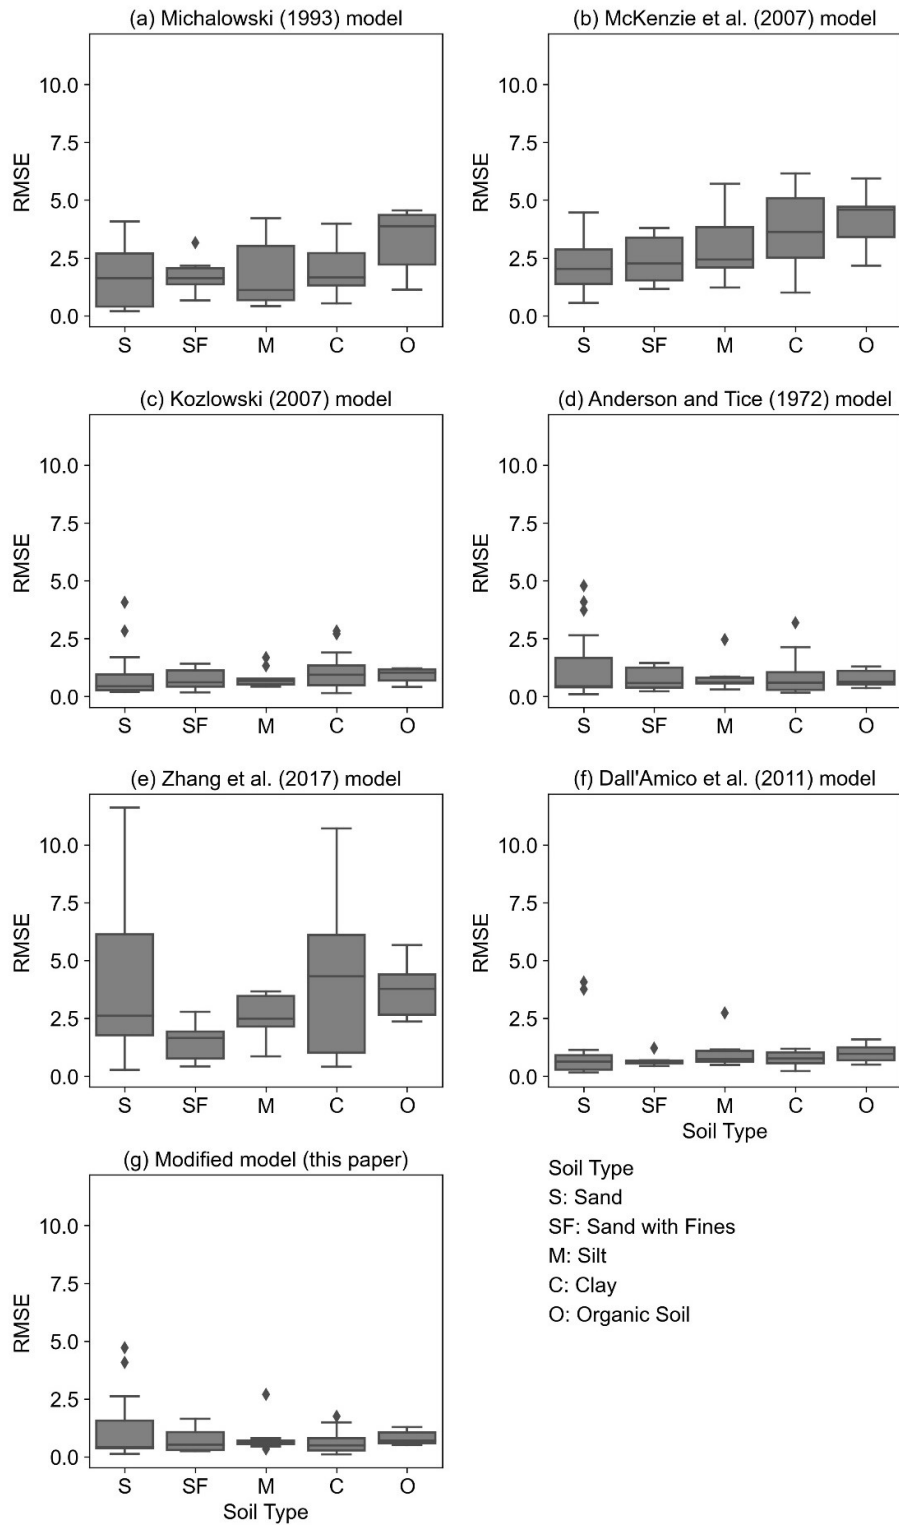 (a) Michalowski (1993) model
10.0
7.5
5.0
2.5
0.0
RMSE
S SF M C O
(b) McKenzie et al. (2007) model
10.0
7.5
5.0
2.5
0.0
RMSE
S SF M C O
(c) Kozlowski (2007) model
10.0
7.5
5.0
2.5
0.0
RMSE
S SF M C O
(d) Anderson and Tice (1972) model
10.0
7.5
5.0
2.5
0.0
RMSE
S SF M C O
(e) Zhang et al. (2017) model
10.0
7.5
5.0
2.5
0.0
RMSE
S SF M C O
(f) Dall'Amico et al. (2011) model
10.0
7.5
5.0
2.5
0.0
RMSE
S SF M C O
Soil Type
(g) Modified model (this paper)
10.0
7.5
5.0
2.5
0.0
RMSE
S SF M C O
Soil Type
Soil Type
S: Sand
SF: Sand with Fines
M: Silt
C: Clay
O: Organic Soil